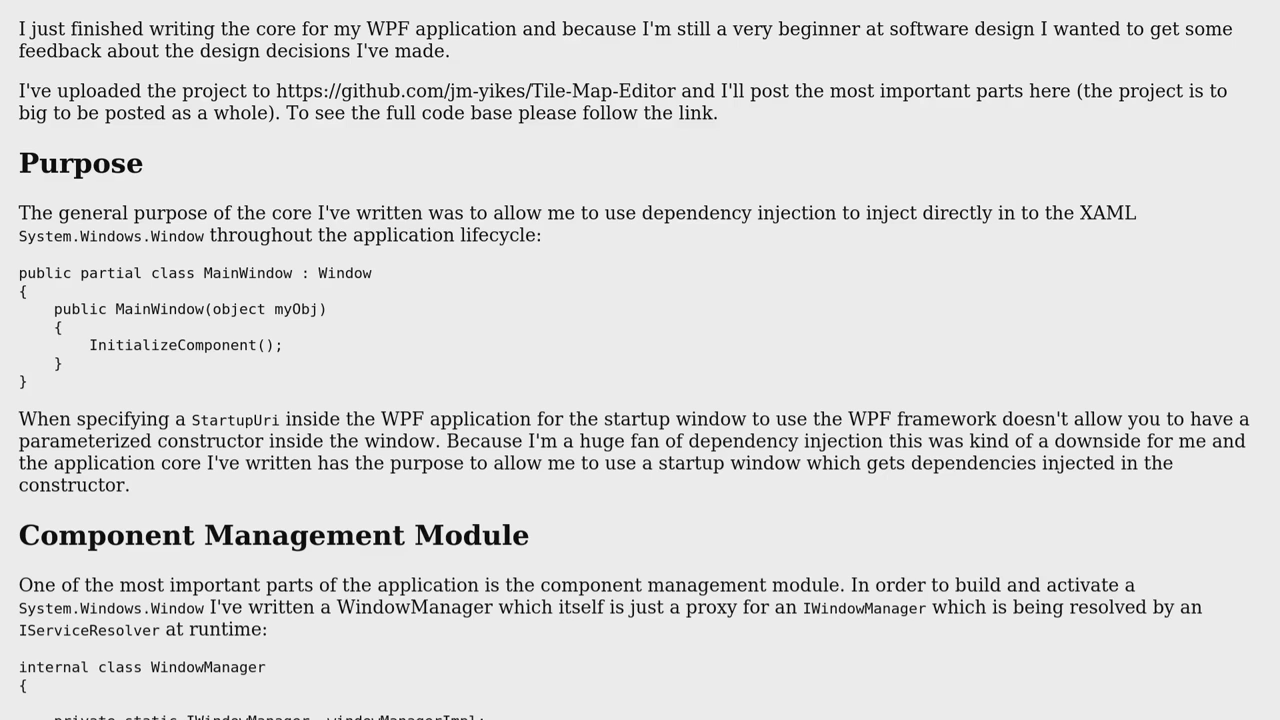 I just finished writing the core for my WPF application and because I'm still a very beginner at software design I wanted to get some
feedback about the design decisions I've made.
I've uploaded the project to https://github.com/jm-yikes/Tile-Map-Editor and I'll post the most important parts here (the project is to
big to be posted as a whole). To see the full code base please follow the link.
Purpose
The general purpose of the core I've written was to allow me to use dependency injection to inject directly in to the XAML
System.Windows.Window throughout the application lifecycle:
public partial class MainWindow : Window
{
    public MainWindow(object myObj)
    {
        InitializeComponent();
    }
}
When specifying a StartupUri inside the WPF application for the startup window to use the WPF framework doesn't allow you to have a
parameterized constructor inside the window. Because I'm a huge fan of dependency injection this was kind of a downside for me and
the application core I've written has the purpose to allow me to use a startup window which gets dependencies injected in the
constructor.
Component Management Module
One of the most important parts of the application is the component management module. In order to build and activate a
System.Windows.Window I've written a WindowManager which itself is just a proxy for an IWindowManager which is being resolved by an
IServiceResolver at runtime:
internal class WindowManager
{
    private static IWindowManager windowManagerImpl;